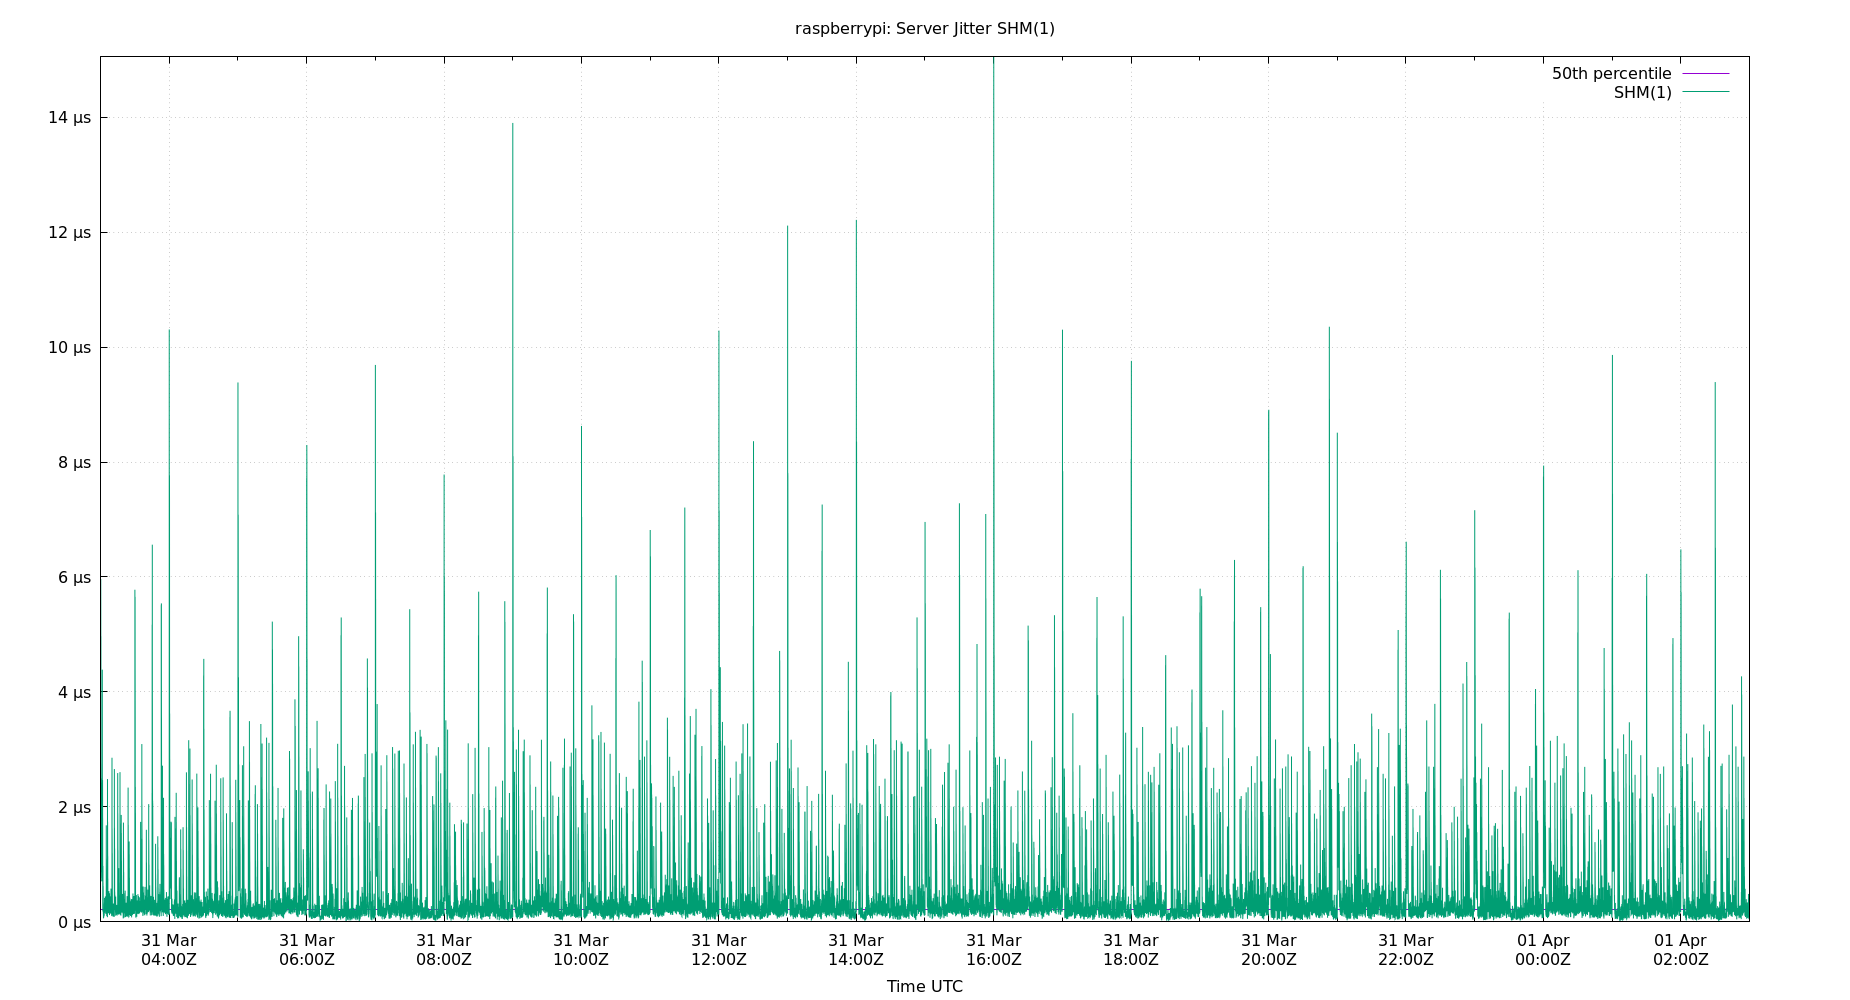 raspberrypi: Server Jitter SHM(1)
50th percentile
SHM(1)
14 µs
12 µs
10 µs
8 µs
6 µs
4 µs
2 µs
0 µs
31 Mar 31 Mar 31 Mar 31 Mar 31 Mar 31 Mar 31 Mar 31 Mar 31 Mar 31 Mar 01 Apr 01 Apr
04:00Z 06:00Z 08:00Z 10:00Z 12:00Z 14:00Z 16:00Z 18:00Z 20:00Z 22:00Z 00:00Z 02:00Z
Time UTC